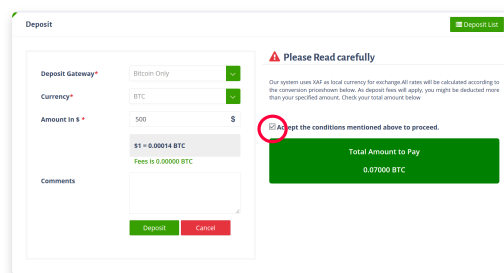 Deposit
Deposit List
Deposit Gateway*
Bitcoin Only
Currency*
BTC
Amount In $ *
500
$
$1 = 0.00014 BTC
Fees is 0.00000 BTC
Comments
Deposit
Cancel
Please Read carefully
Our system uses XAF as local currency for exchange.All rates will be calculated according to
the conversion priceshown below. As deposit fees will apply, you might be deducted more
than your specified amount. Check your total amount below
Accept the conditions mentioned above to proceed.
Total Amount to Pay
0.07000 BTC